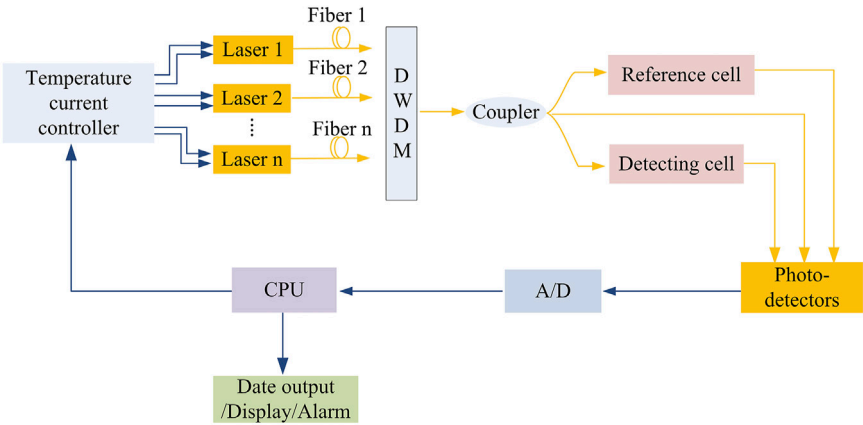 Temperature
current
controller
Laser 1
Laser 2
Laser n
Fiber 1
Fiber 2
Fiber n
D
W
D
M
Coupler
Reference cell
Detecting cell
Photo-
detectors
A/D
CPU
Date output
/Display/Alarm